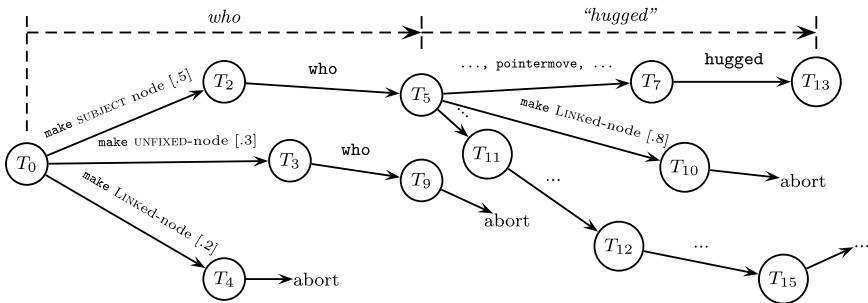 who
“hugged”
make SUBJECT node [.5]
T2
who
T5
..., pointermove, ...
T7
hugged
T13
T0
make UNFIXED-node [.3]
T3
who
T9
abort
...
T11
make LINKed-node [.8]
T10
abort
make LINKed-node [.2]
T4
abort
...
T12
...
T15
...